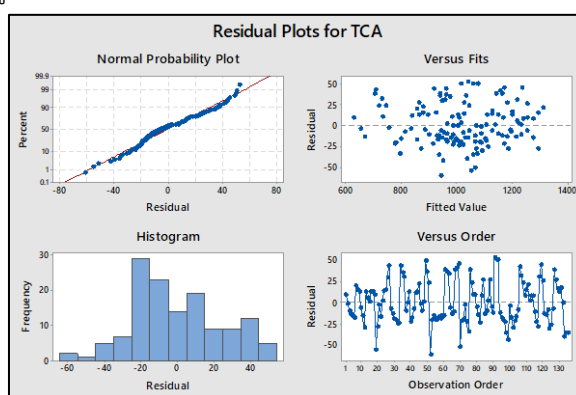 Residual Plots for TCA
Normal Probability Plot
99.9
99
90
50
10
1
0.1
Percent
-80 -40 0 40 80
Residual
Versus Fits
50
25
0
-25
-50
Residual
600 800 1000 1200 1400
Fitted Value
Histogram
30
20
10
0
Frequency
-60 -40 -20 0 20 40
Residual
Versus Order
50
25
0
-25
-50
Residual
1 10 20 30 40 50 60 70 80 90 100 110 120 130
Observation Order